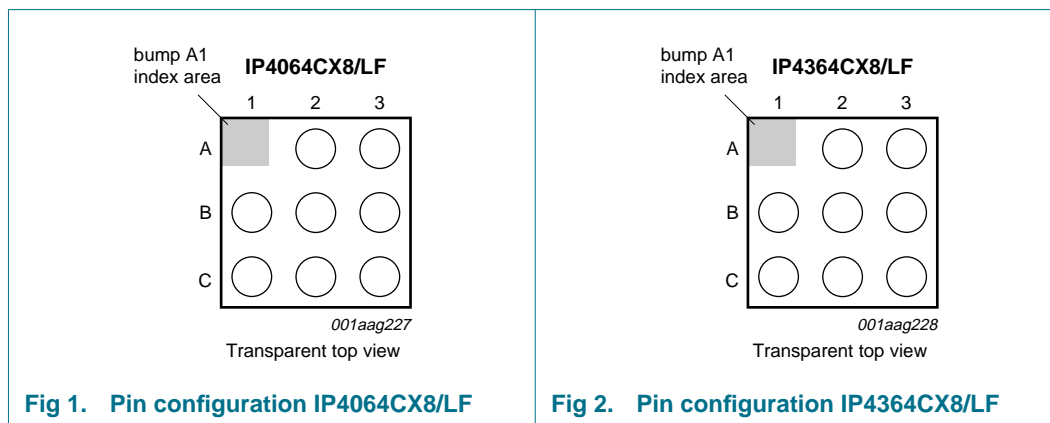 bump A1
index area
IP4064CX8/LF
1 2 3
A
B
C
001aag227
Transparent top view
Fig 1. Pin configuration IP4064CX8/LF
bump A1
index area
IP4364CX8/LF
1 2 3
A
B
C
001aag228
Transparent top view
Fig 2. Pin configuration IP4364CX8/LF